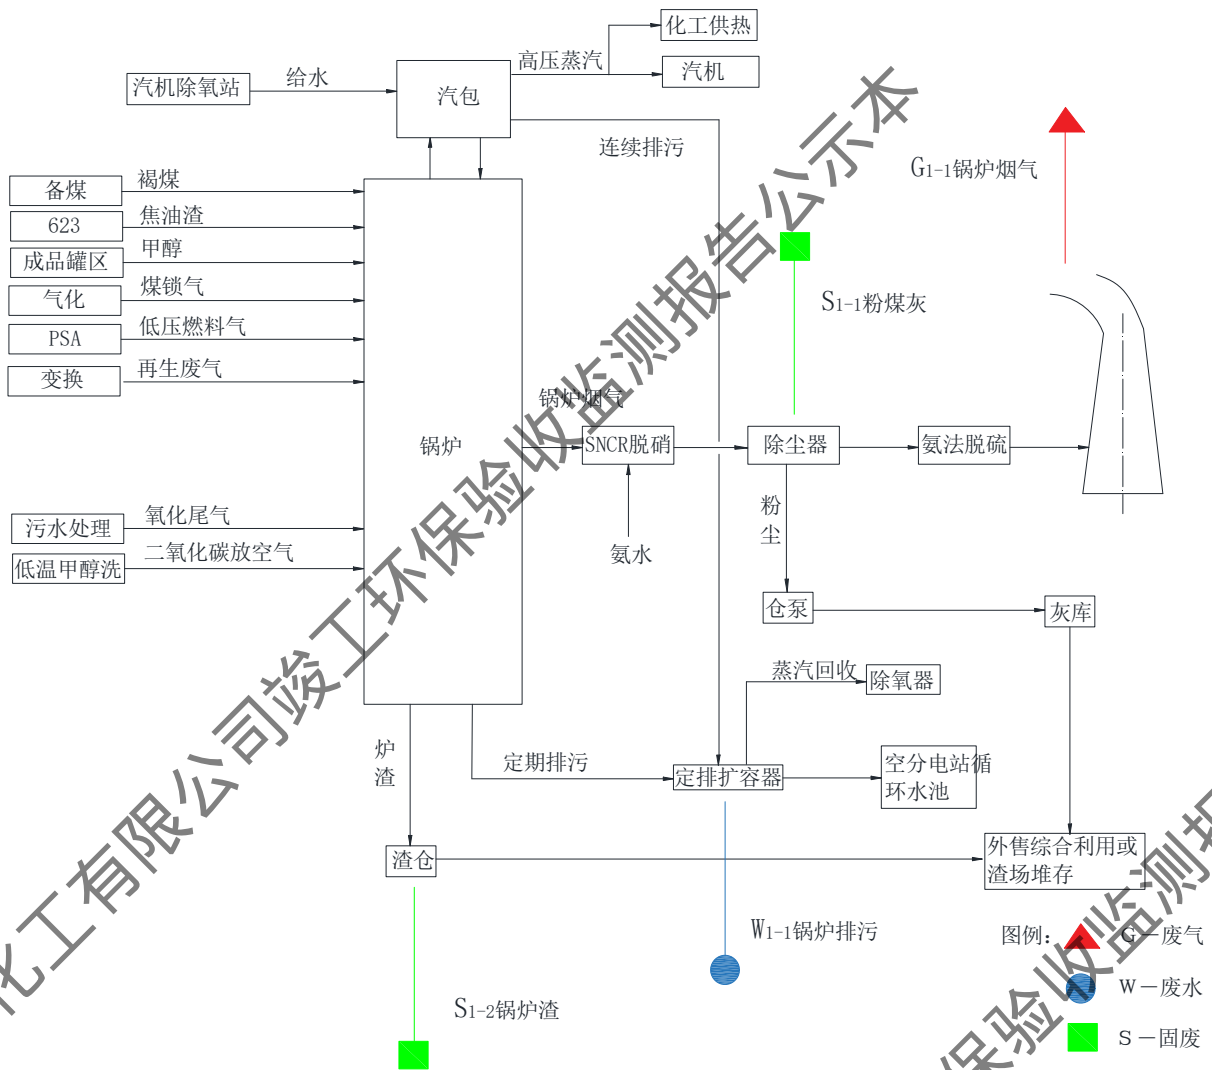 化工供热
高压蒸汽
汽机
汽机除氧站
给水
汽包
连续排污
G1-1锅炉烟气
备煤
褐煤
623
焦油渣
成品罐区
甲醇
气化
煤锁气
S1-1粉煤灰
PSA
低压燃料气
变换
再生废气
锅炉烟气
锅炉
SNCR脱硝
除尘器
氨法脱硫
粉
尘
污水处理
氧化尾气
氨水
低温甲醇洗
二氧化碳放空气
仓泵
灰库
蒸汽回收
除氧器
炉
渣
定期排污
定排扩容器
空分电站循
环水池
渣仓
外售综合利用或
渣场堆存
W1-1锅炉排污
图例:
G-废气
W-废水
S1-2锅炉渣
S-固废
化工有限公司竣工环保验收监测报告公示本
保验收监测报